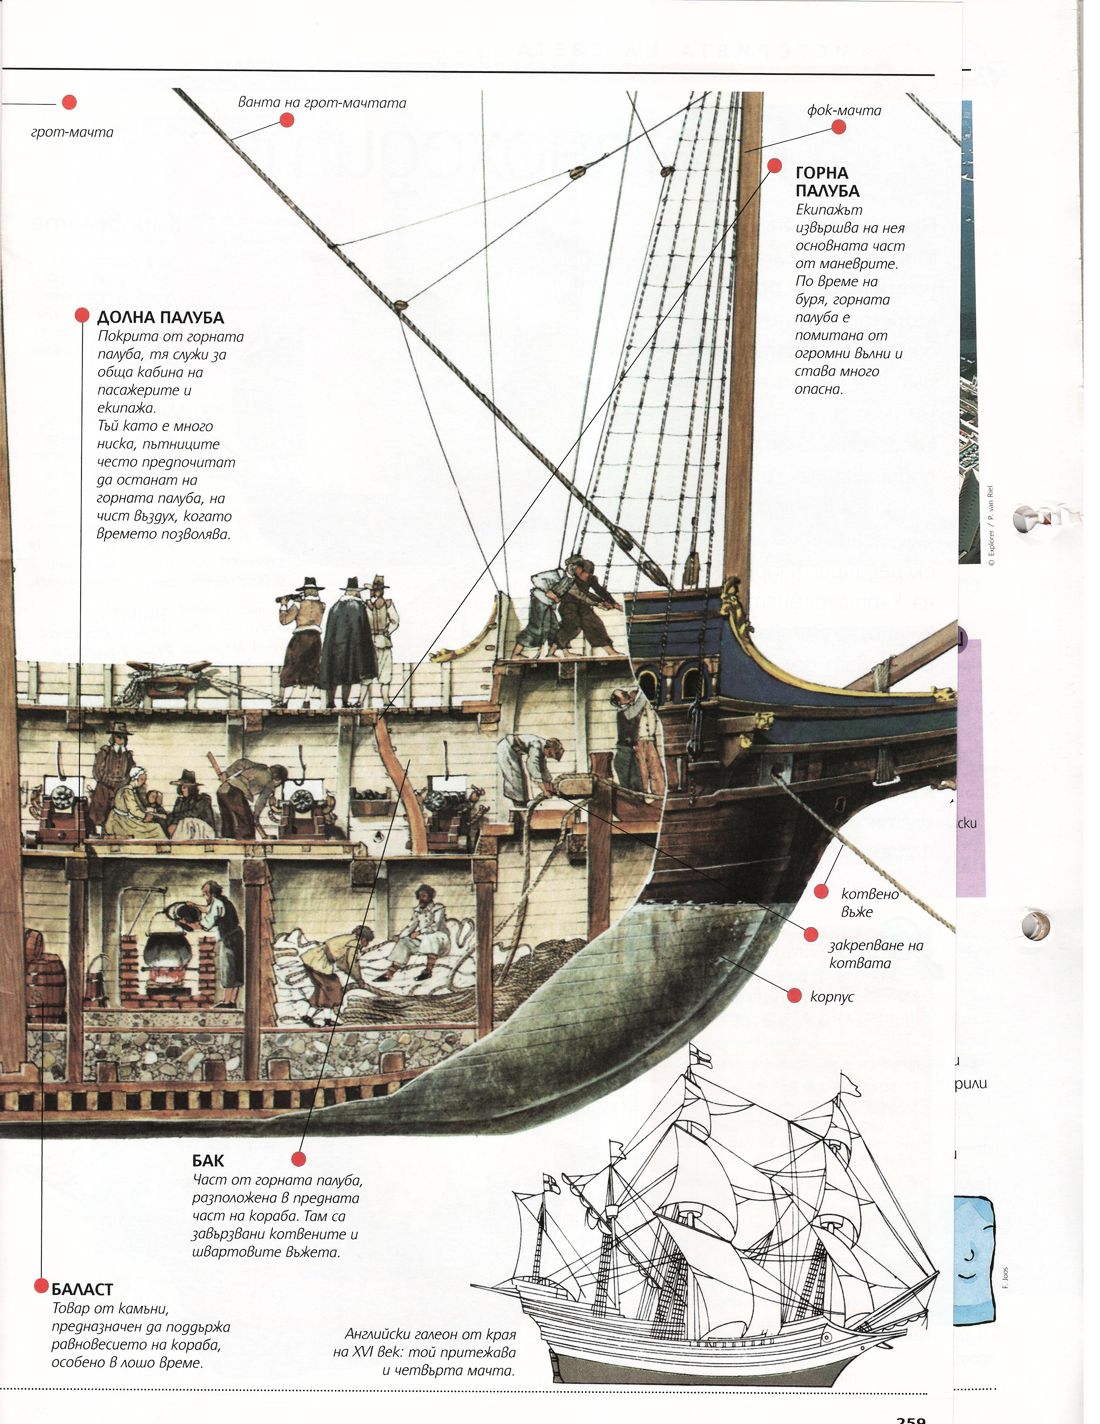 грот-мачта
ванта на грот-мачтата
фок-мачта
ГОРНА
ПАЛУБА
Екипажът
извършва на нея
основната част
от маневрите.
По време на
буря, горната
палуба е
помитана от
огромни вълни и
става много
опасна.
ДОЛНА ПАЛУБА
Покрита от горната
палуба, тя служи за
обща кабина на
пасажерите и
екипажа.
Тъй като е много
ниска, пътниците
често предпочитат
да останат на
горната палуба, на
чист въздух, когато
времето позволява.
© Explorer / P. van Riel
ски
котвено
въже
закрепване на
котвата
корпус
рили
БАК
Част от горната палуба,
разположена в предната
част на кораба. Там са
завързвани котвените и
швартовите въжета.
БАЛАСТ
Товар от камъни,
предназначен да поддържа
равновесието на кораба,
особено в лошо време.
Английски галеон от края
на XVI век: той притежава
и четвърта мачта.
F. Joos
259